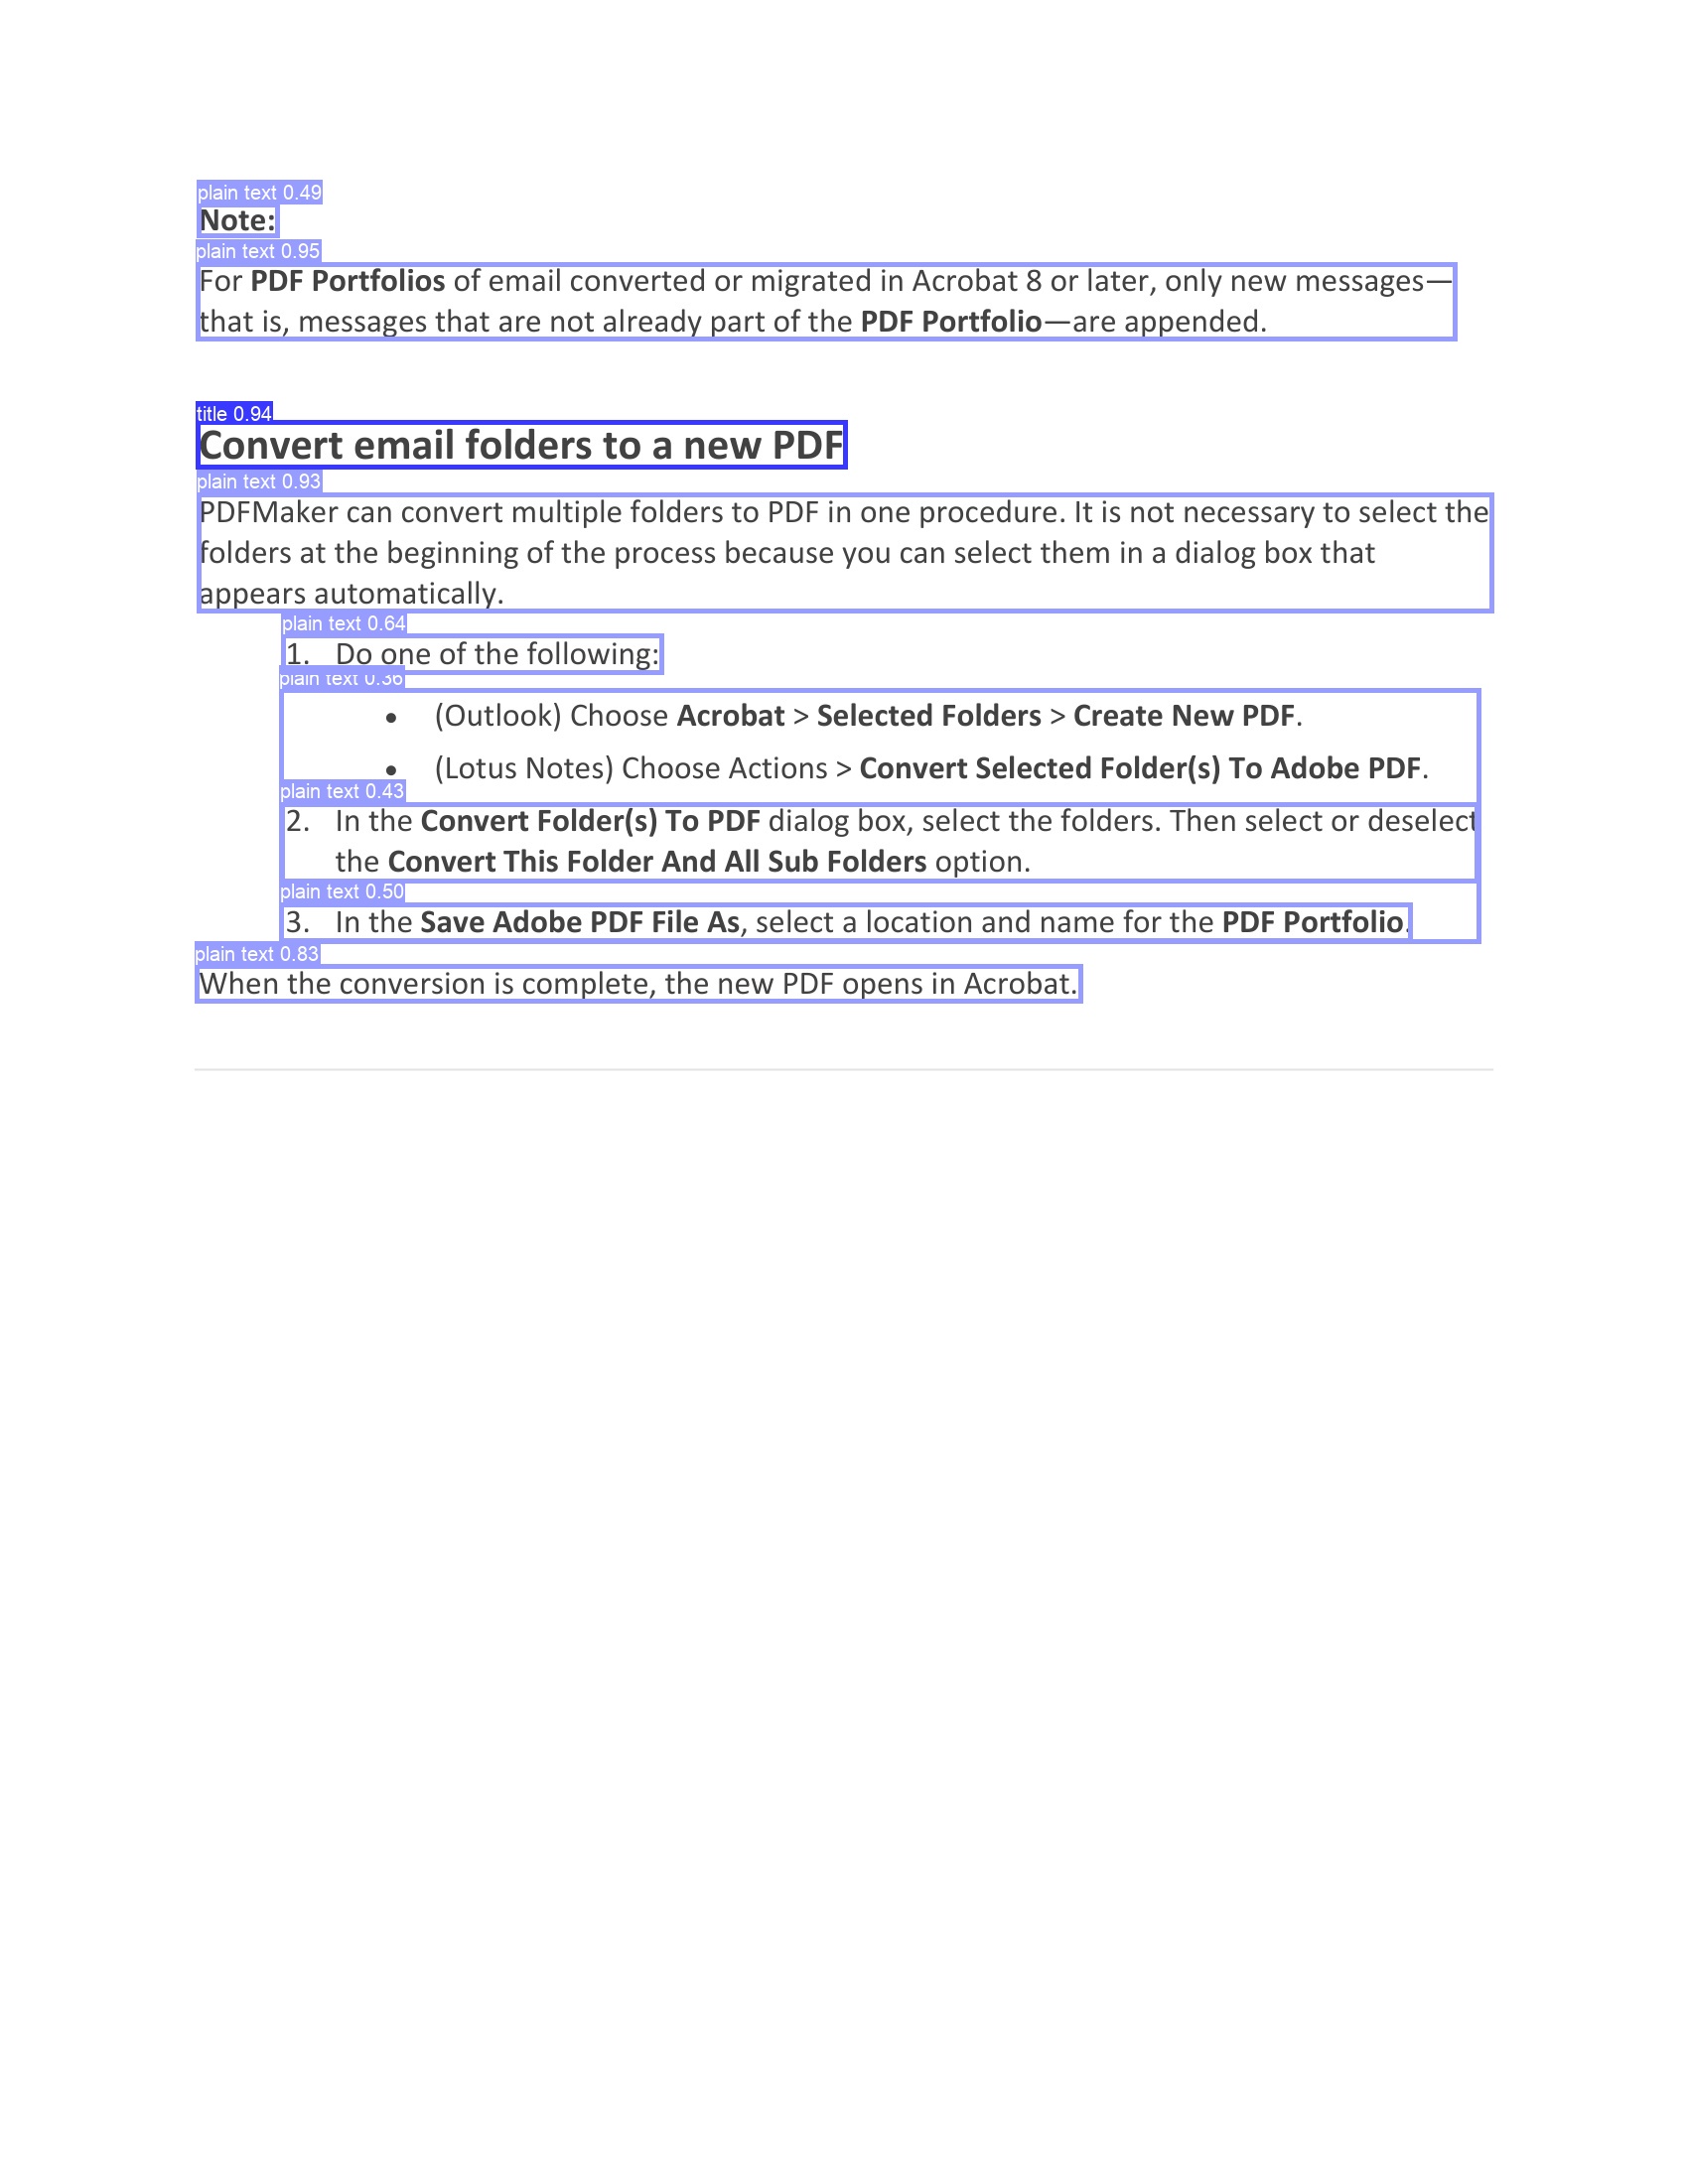 plain text 0.49
Note:
plain text 0.95
For PDF Portfolios of email converted or migrated in Acrobat 8 or later, only new messages—
that is, messages that are not already part of the PDF Portfolio—are appended.
title 0.94
Convert email folders to a new PDF
plain text 0.93
PDFMaker can convert multiple folders to PDF in one procedure. It is not necessary to select the
folders at the beginning of the process because you can select them in a dialog box that
appears automatically.
plain text 0.64
1. Do one of the following:
plain text 0.36
• (Outlook) Choose Acrobat > Selected Folders > Create New PDF.
• (Lotus Notes) Choose Actions > Convert Selected Folder(s) To Adobe PDF.
plain text 0.43
2. In the Convert Folder(s) To PDF dialog box, select the folders. Then select or deselect
the Convert This Folder And All Sub Folders option.
plain text 0.50
3. In the Save Adobe PDF File As, select a location and name for the PDF Portfolio.
plain text 0.83
When the conversion is complete, the new PDF opens in Acrobat.